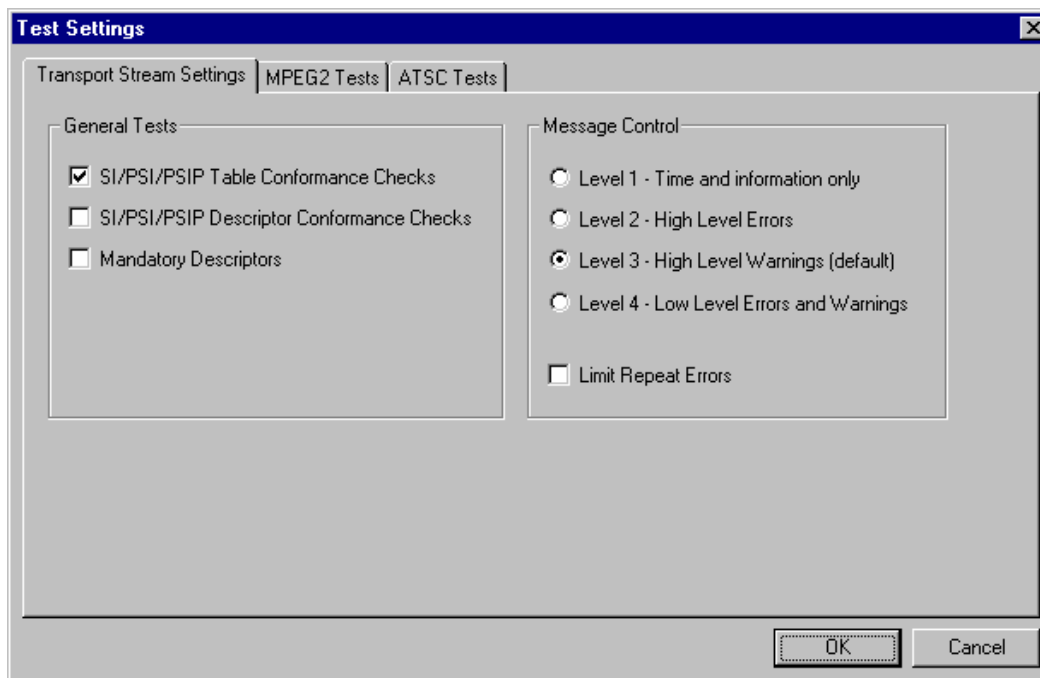 Test Settings
Transport Stream Settings
MPEG2 Tests
ATSC Tests
General Tests
SI/PSI/PSIP Table Conformance Checks
SI/PSI/PSIP Descriptor Conformance Checks
Mandatory Descriptors
Message Control
Level 1 - Time and information only
Level 2 - High Level Errors
Level 3 - High Level Warnings (default)
Level 4 - Low Level Errors and Warnings
Limit Repeat Errors
OK
Cancel